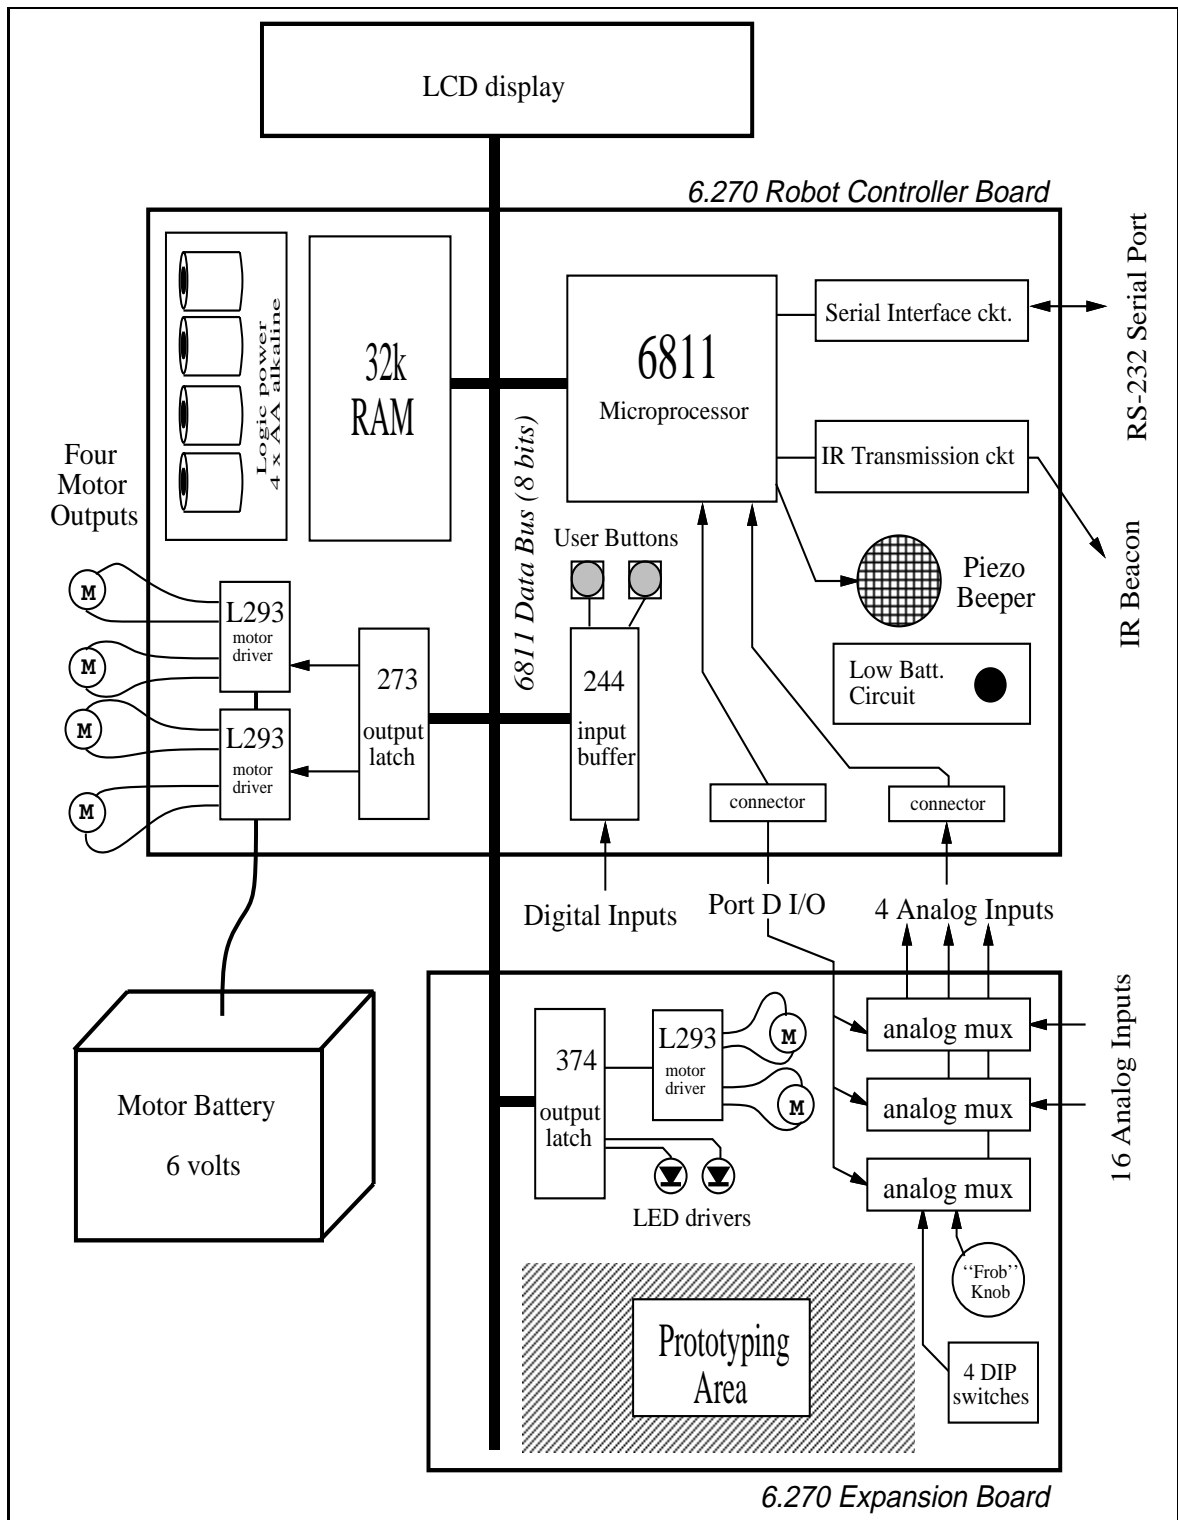 LCD display
6.270 Robot Controller Board
Logic power
4 x AA alkaline
32k
RAM
6811
Microprocessor
Serial Interface ckt.
RS-232 Serial Port
IR Transmission ckt
IR Beacon
6811 Data Bus (8 bits)
Four
Motor
Outputs
User Buttons
Piezo
Beeper
M
L293
motor
driver
M
273
output
latch
244
input
buffer
Low Batt.
Circuit
M
L293
motor
driver
M
connector
connector
Digital Inputs
Port D I/O
4 Analog Inputs
Motor Battery
6 volts
374
output
latch
L293
motor
driver
M
M
LED drivers
analog mux
analog mux
analog mux
16 Analog Inputs
‘‘Frob’’
Knob
4 DIP
switches
Prototyping
Area
6.270 Expansion Board